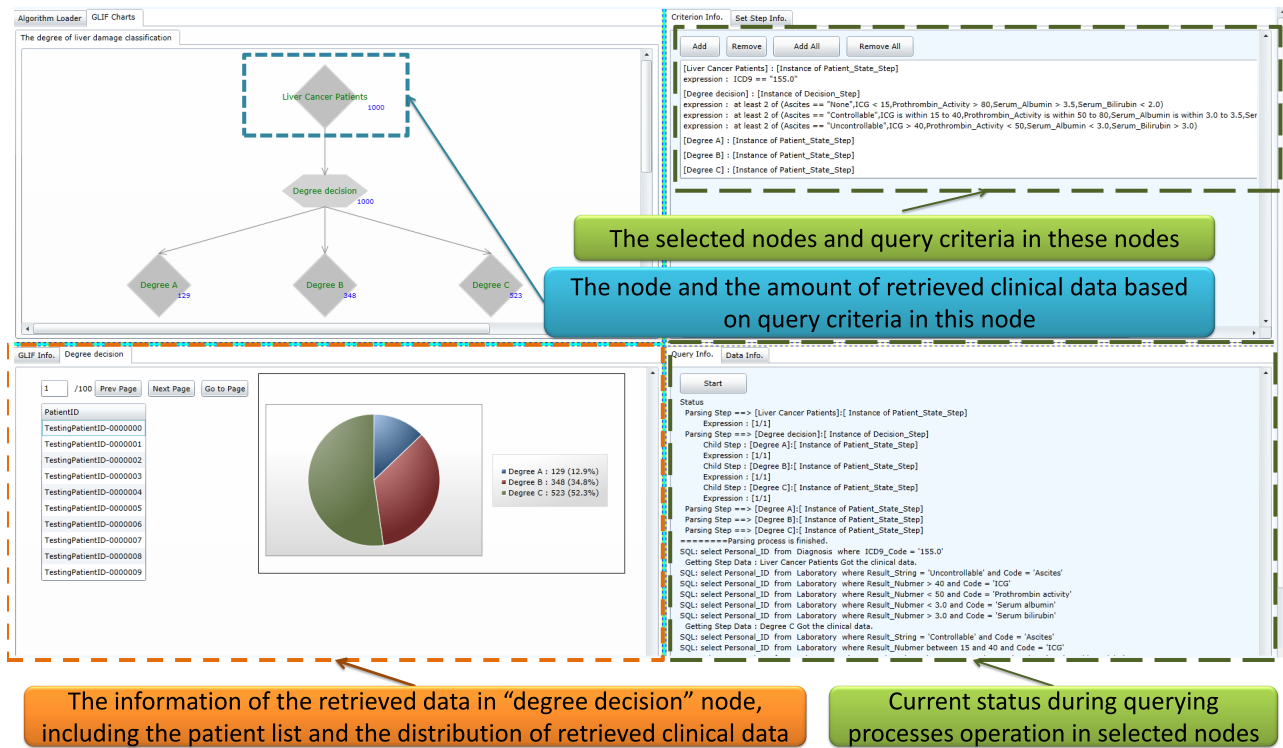 Algorithm Loader GLIF Charts
The degree of liver damage classification
Liver Cancer Patients
1000
Degree decision
1000
Degree A
129
Degree B
348
Degree C
523
Criterion Info. Set Step Info.
Add Remove Add All Remove All
[Liver Cancer Patients] : [Instance of Patient_State_Step]
expression : ICD9 == "155.0"
[Degree decision] : [Instance of Decision_Step]
expression : at least 2 of (Ascites == "None",ICG < 15,Prothrombin_Activity > 80,Serum_Albumin > 3.5,Serum_Bilirubin < 2.0)
expression : at least 2 of (Ascites == "Controllable",ICG is within 15 to 40,Prothrombin_Activity is within 50 to 80,Serum_Albumin is within 3.0 to 3.5,Ser
expression : at least 2 of (Ascites == "Uncontrollable",ICG > 40,Prothrombin_Activity < 50,Serum_Albumin < 3.0,Serum_Bilirubin > 3.0)
[Degree A] : [Instance of Patient_State_Step]
[Degree B] : [Instance of Patient_State_Step]
[Degree C] : [Instance of Patient_State_Step]
The selected nodes and query criteria in these nodes
The node and the amount of retrieved clinical data based
on query criteria in this node
GLIF Info. Degree decision
1 /100 Prev Page Next Page Go to Page
PatientID
TestingPatientID-0000000
TestingPatientID-0000001
TestingPatientID-0000002
TestingPatientID-0000003
TestingPatientID-0000004
TestingPatientID-0000005
TestingPatientID-0000006
TestingPatientID-0000007
TestingPatientID-0000008
TestingPatientID-0000009
Degree A : 129 (12.9%)
Degree B : 348 (34.8%)
Degree C : 523 (52.3%)
Query Info. Data Info.
Start
Status
Parsing Step ==> [Liver Cancer Patients]:[ Instance of Patient_State_Step]
Expression : [1/1]
Parsing Step ==> [Degree decision]:[ Instance of Decision_Step]
Child Step : [Degree A]:[ Instance of Patient_State_Step]
Expression : [1/1]
Child Step : [Degree B]:[ Instance of Patient_State_Step]
Expression : [1/1]
Child Step : [Degree C]:[ Instance of Patient_State_Step]
Expression : [1/1]
Parsing Step ==> [Degree A]:[ Instance of Patient_State_Step]
Parsing Step ==> [Degree B]:[ Instance of Patient_State_Step]
Parsing Step ==> [Degree C]:[ Instance of Patient_State_Step]
========Parsing process is finished.
SQL: select Personal_ID from Diagnosis where ICD9_Code = '155.0'
Getting Step Data : Liver Cancer Patients Got the clinical data.
SQL: select Personal_ID from Laboratory where Result_String = 'Uncontrollable' and Code = 'Ascites'
SQL: select Personal_ID from Laboratory where Result_Nubmer > 40 and Code = 'ICG'
SQL: select Personal_ID from Laboratory where Result_Nubmer < 50 and Code = 'Prothrombin activity'
SQL: select Personal_ID from Laboratory where Result_Nubmer < 3.0 and Code = 'Serum albumin'
SQL: select Personal_ID from Laboratory where Result_Nubmer > 3.0 and Code = 'Serum bilirubin'
Getting Step Data : Degree C Got the clinical data.
SQL: select Personal_ID from Laboratory where Result_String = 'Controllable' and Code = 'Ascites'
SQL: select Personal_ID from Laboratory where Result_Nubmer between 15 and 40 and Code = 'ICG'
The information of the retrieved data in “degree decision” node,
including the patient list and the distribution of retrieved clinical data
Current status during querying
processes operation in selected nodes